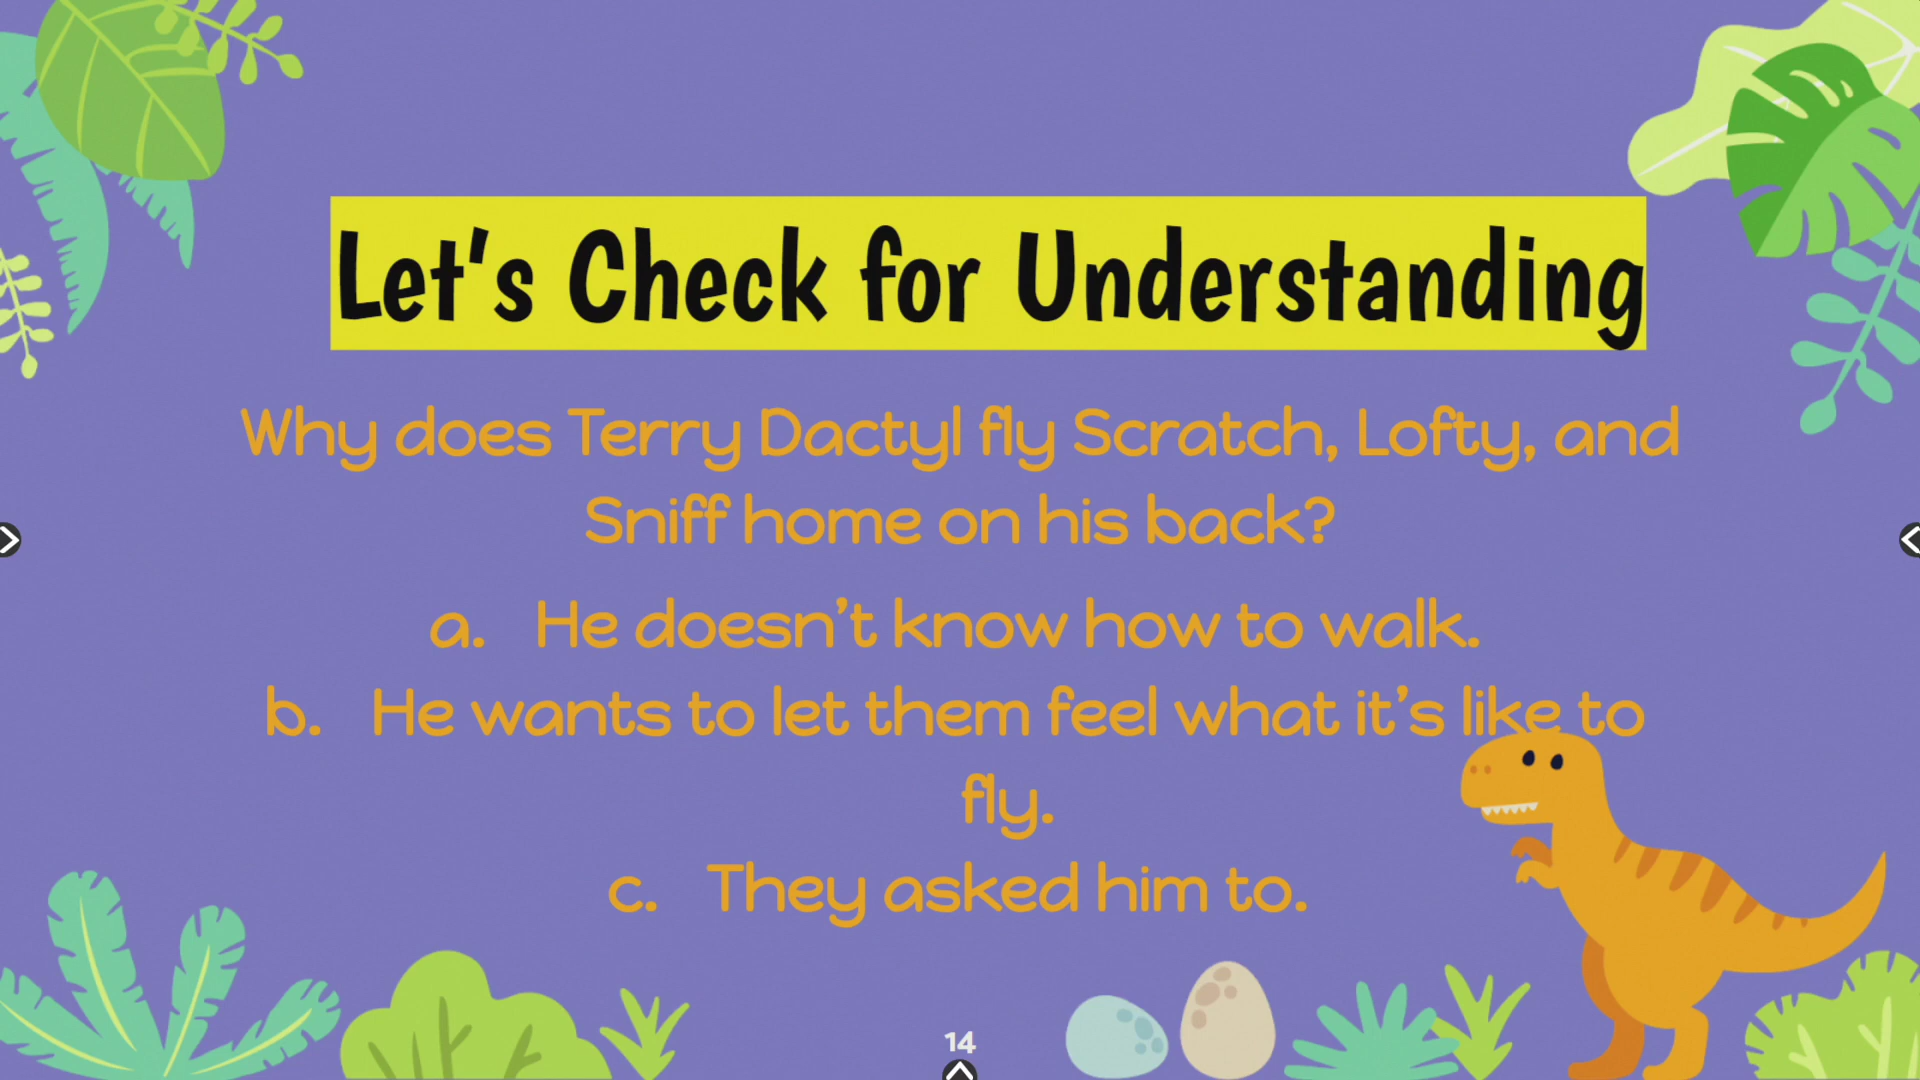 Let's Check for Understanding
Why does Terry Dactyl fly Scratch, Lofty, and
Sniff home on his back?
a. He doesn't know how to walk.
b. He wants to let them feel what it's like to
fly.
c. They asked him to.
14